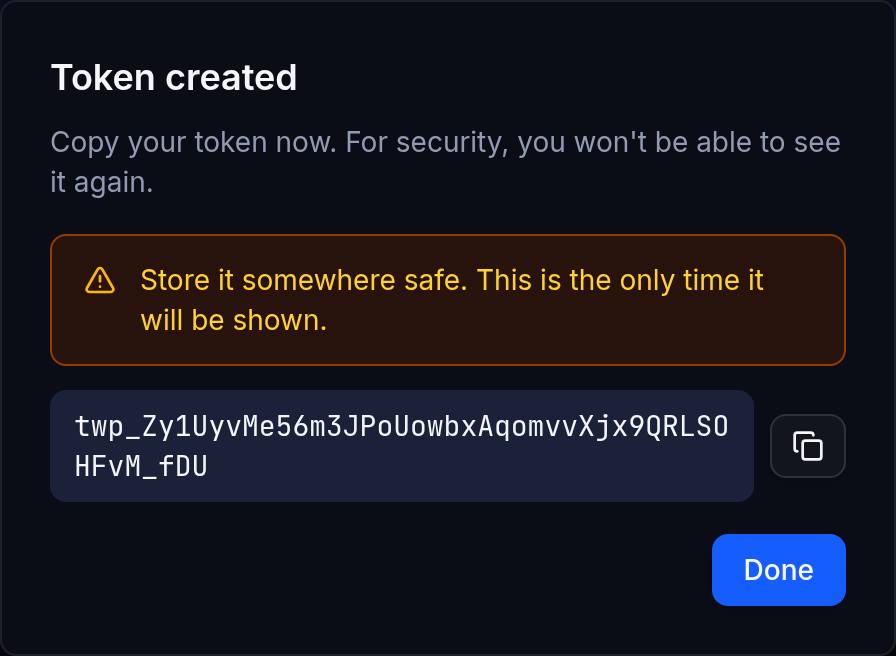 Token created
Copy your token now. For security, you won't be able to see
it again.
Store it somewhere safe. This is the only time it
will be shown.
twp_Zy1UyvMe56m3JPoUowbxAqomvvXjx9QRLSO
HFvM_fDU
Done